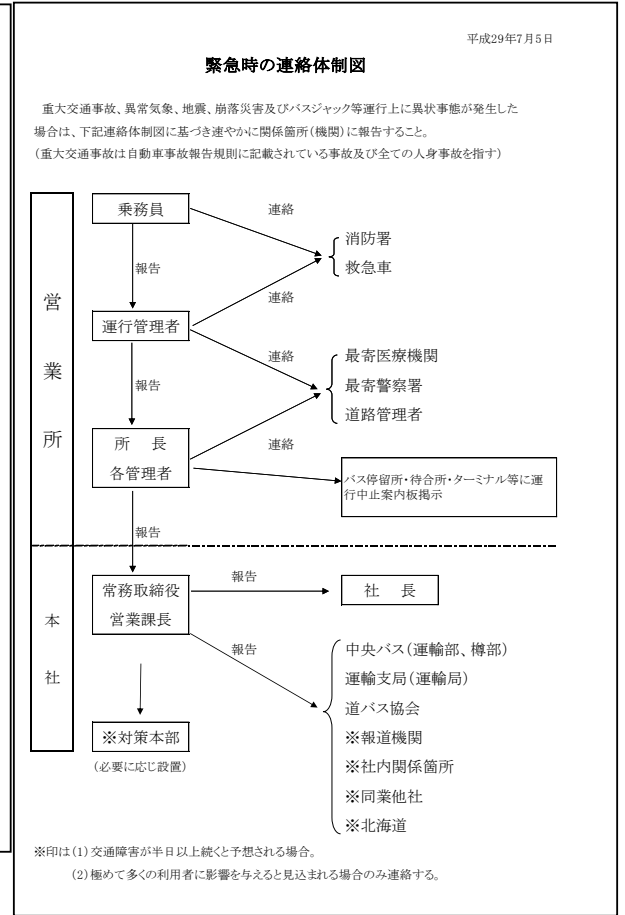 平成29年7月5日
緊急時の連絡体制図
重大交通事故、異常気象、地震、崩落災害及びバスジャック等運行上に異状事態が発生した
場合は、下記連絡体制図に基づき速やかに関係箇所(機関)に報告すること。
(重大交通事故は自動車事故報告規則に記載されている事故及び全ての人身事故を指す)
営業所
乗務員
連絡
消防署
救急車
報告
連絡
運行管理者
連絡
最寄医療機関
最寄警察署
道路管理者
報告
所　長
各管理者
連絡
バス停留所・待合所・ターミナル等に運
行中止案内板掲示
報告
本社
常務取締役
営業課長
報告
社　長
報告
中央バス(運輸部、樽部)
運輸支局(運輸局)
道バス協会
※報道機関
※社内関係箇所
※同業他社
※北海道
※対策本部
(必要に応じ設置)
※印は(1)交通障害が半日以上続くと予想される場合。
(2)極めて多くの利用者に影響を与えると見込まれる場合のみ連絡する。